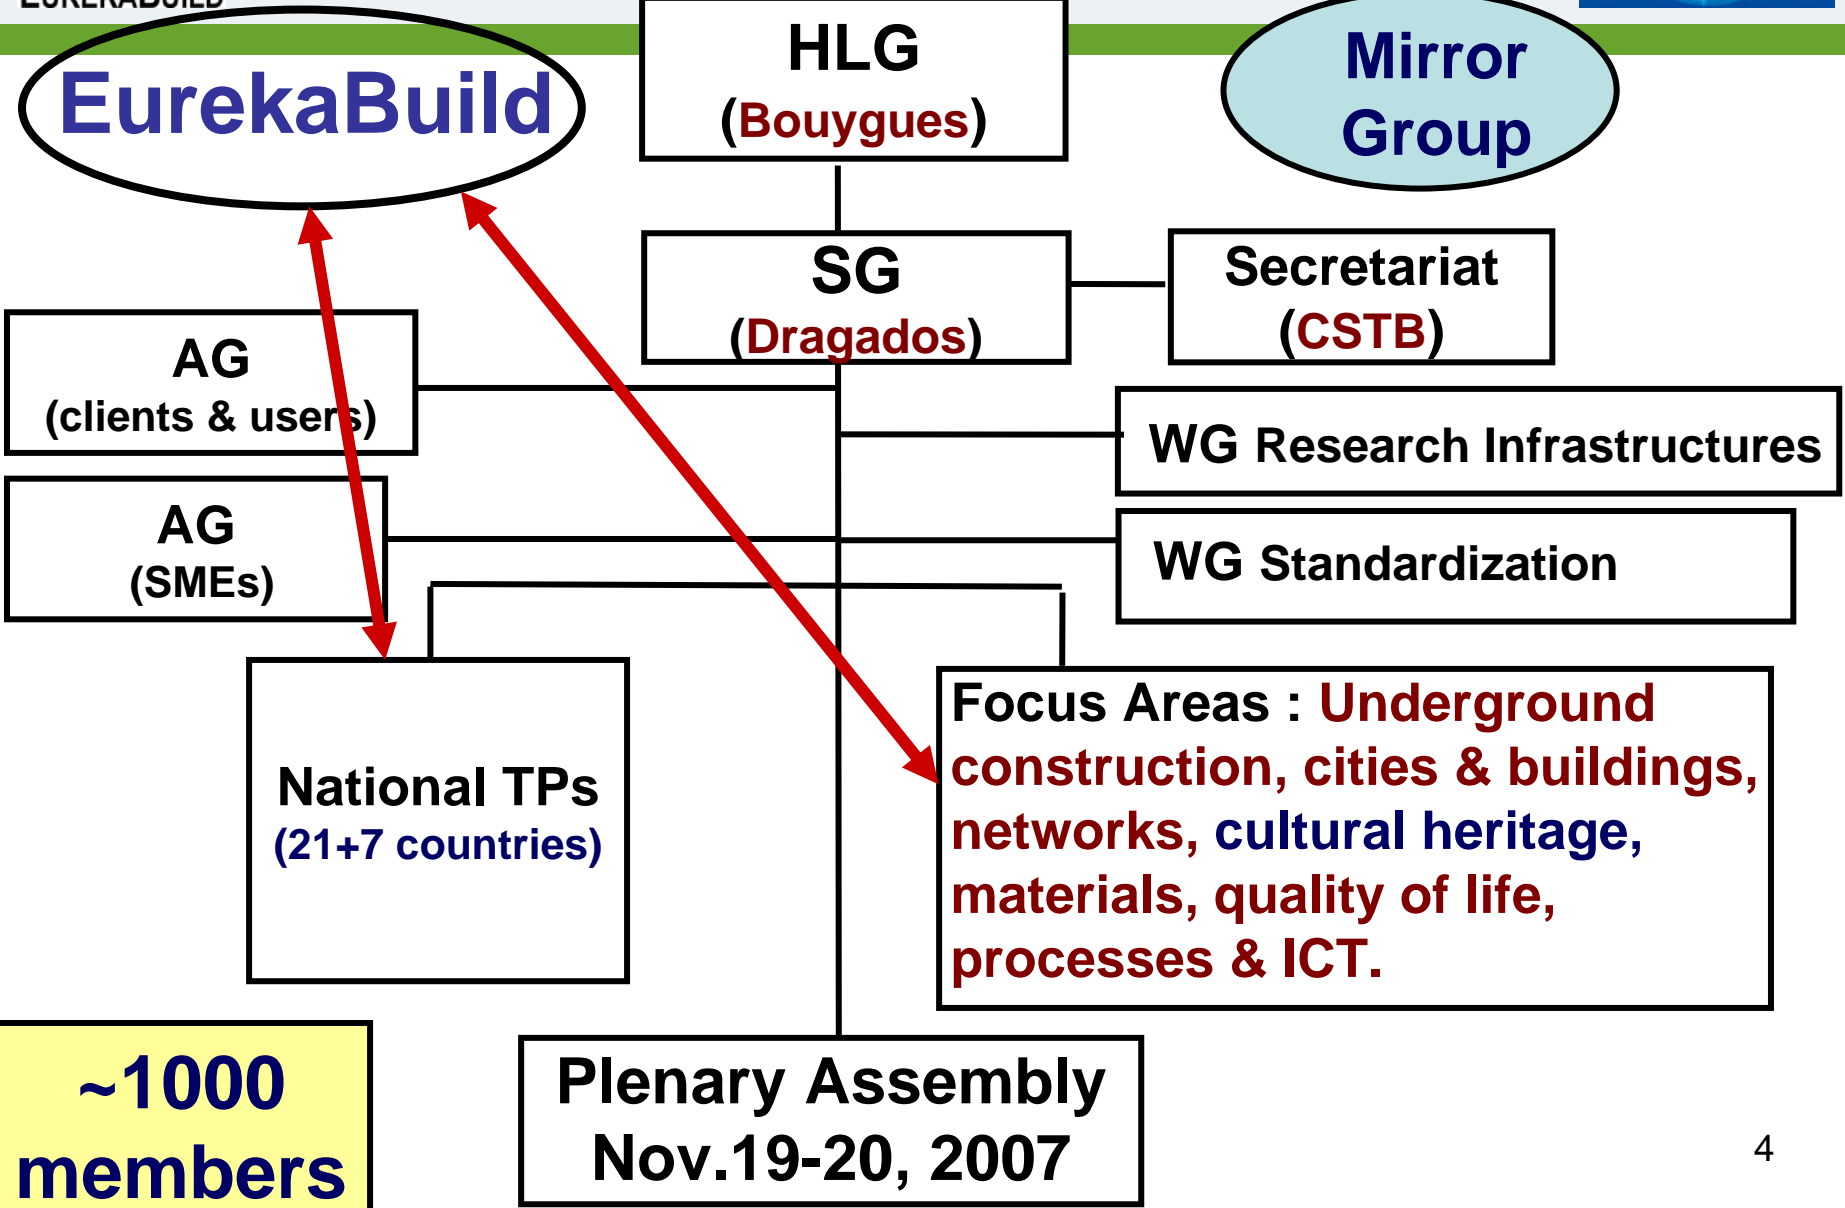 EUREKABUILD
EurekaBuild
HLG
(Bouygues)
Mirror
Group
SG
(Dragados)
Secretariat
(CSTB)
AG
(clients & users)
WG Research Infrastructures
AG
(SMEs)
WG Standardization
National TPs
(21+7 countries)
Focus Areas : Underground
construction, cities & buildings,
networks, cultural heritage,
materials, quality of life,
processes & ICT.
~1000
members
Plenary Assembly
Nov.19-20, 2007
4